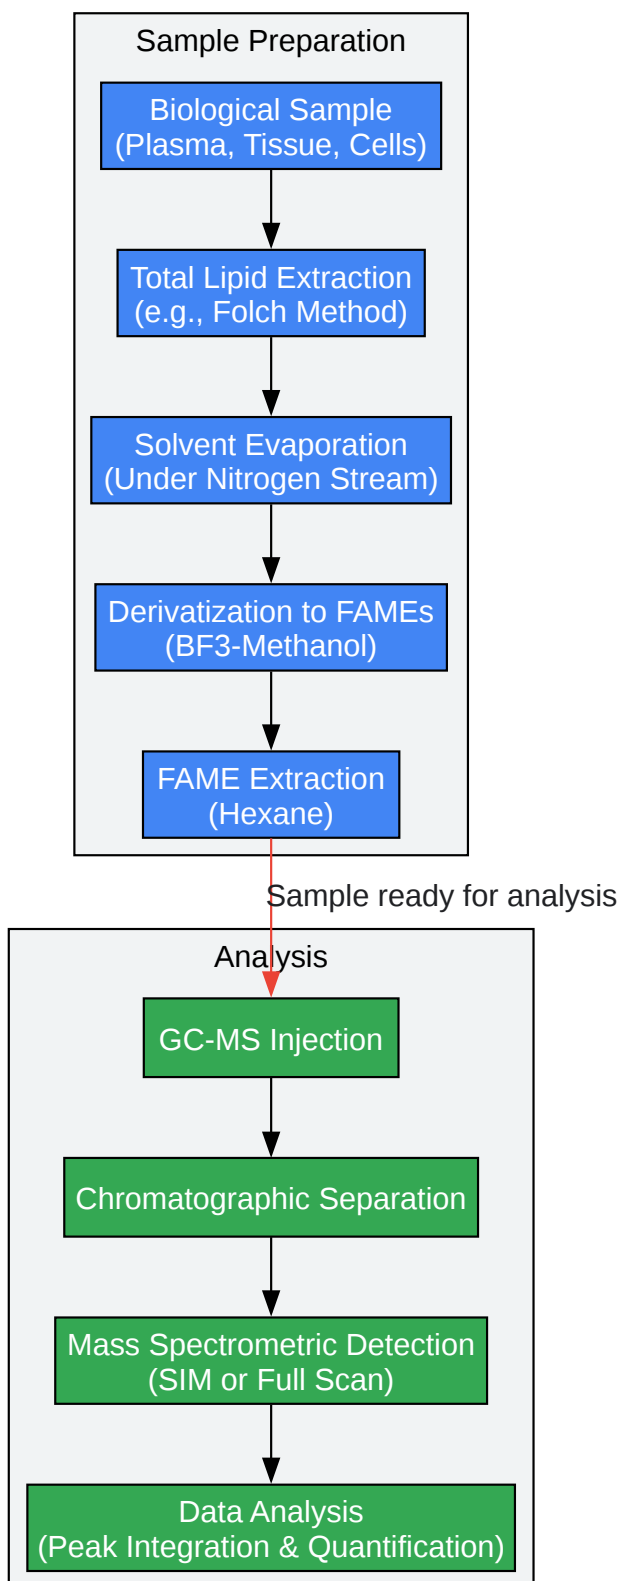 Sample Preparation
Biological Sample
(Plasma, Tissue, Cells)
Total Lipid Extraction
(e.g., Folch Method)
Solvent Evaporation
(Under Nitrogen Stream)
Derivatization to FAMEs
(BF3-Methanol)
FAME Extraction
(Hexane)
Sample ready for analysis
Analysis
GC-MS Injection
Chromatographic Separation
Mass Spectrometric Detection
(SIM or Full Scan)
Data Analysis
(Peak Integration & Quantification)